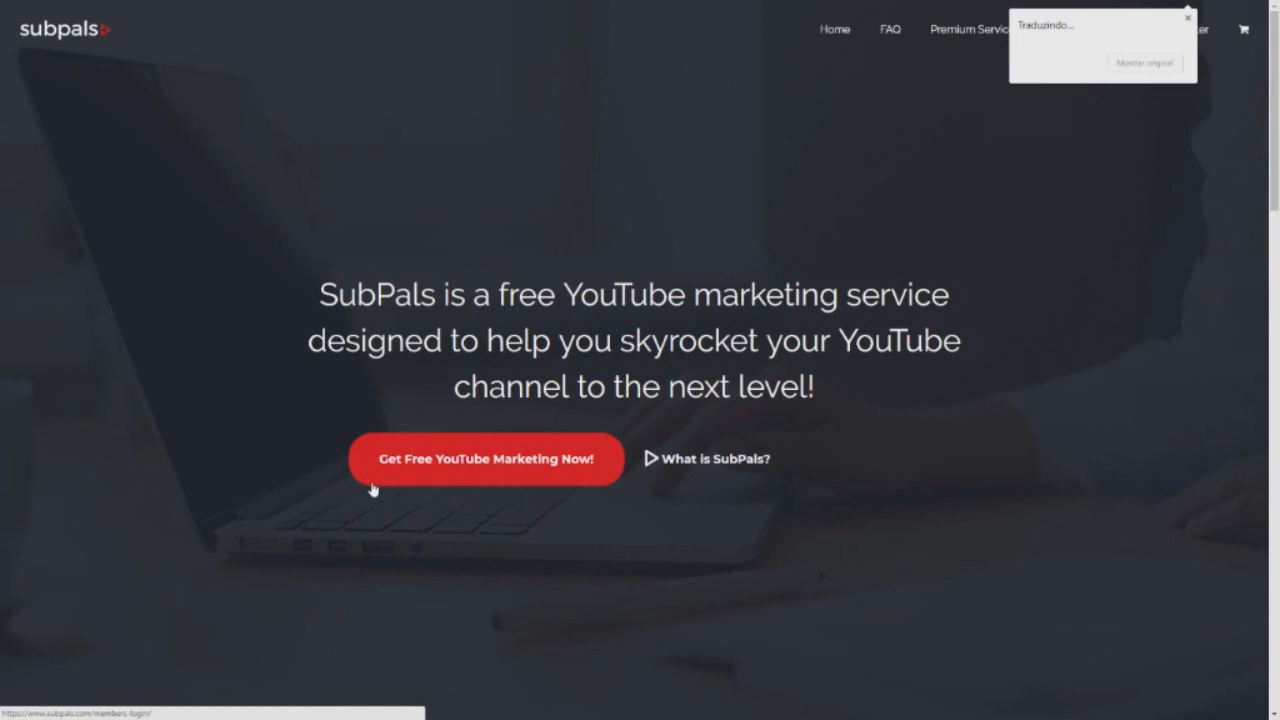 subpals
Home FAQ Premium Servic
Traduzindo...
Mostrar original
SubPals is a free YouTube marketing service
designed to help you skyrocket your YouTube
channel to the next level!
Get Free YouTube Marketing Now!
What is SubPals?
https://www.subpals.com/members-login/